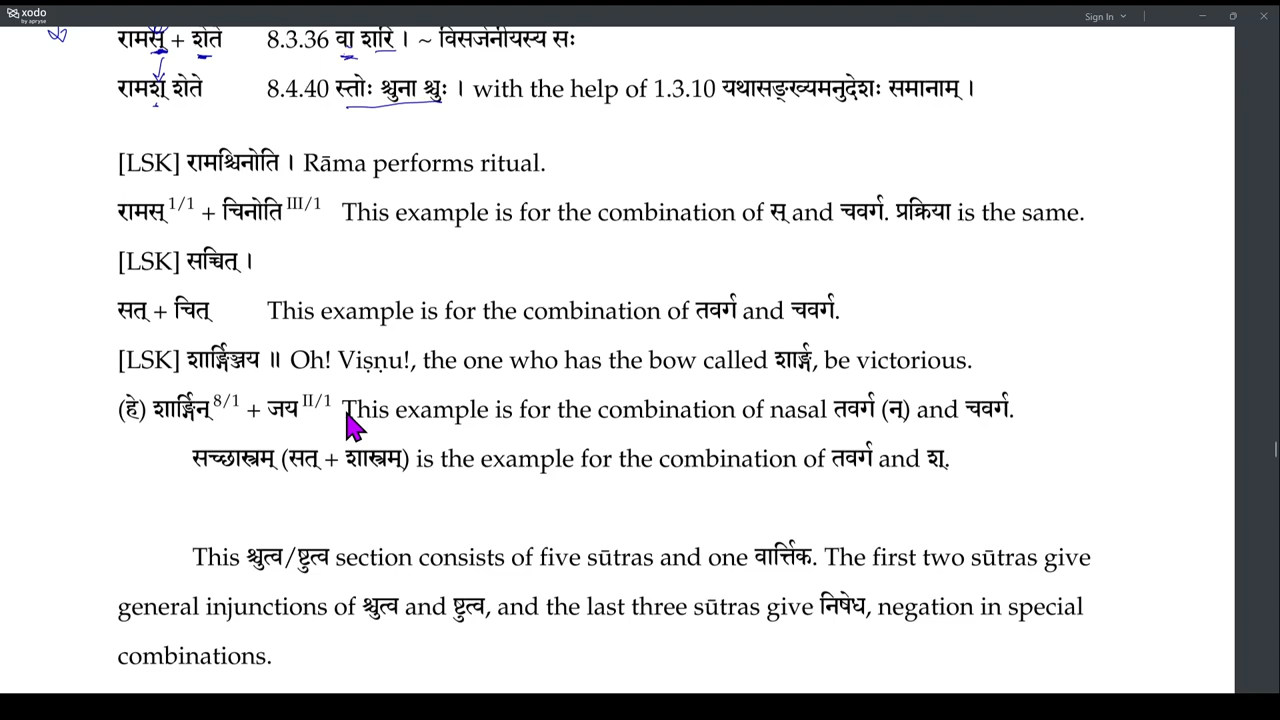 xodo
by apryse
Sign In
रामस् + शेते 8.3.36 वा शरि । ~ विसर्जनीयस्य सः
रामश् शेते 8.4.40 स्तोः श्चुना श्चुः । with the help of 1.3.10 यथासङ्ख्यमनुदेशः समानाम् ।
[LSK] रामश्चिनोति । Rāma performs ritual.
रामस् 1/1 + चिनोति III/1 This example is for the combination of स् and चवर्ग. प्रक्रिया is the same.
[LSK] सच्चित् ।
सत् + चित् This example is for the combination of तवर्ग and चवर्ग.
[LSK] शार्ङ्गिञ्जय ॥ Oh! Viṣṇu!, the one who has the bow called शार्ङ्ग, be victorious.
(हे) शार्ङ्गिन् 8/1 + जय II/1 This example is for the combination of nasal तवर्ग (न्) and चवर्ग.
सच्छास्त्रम् (सत् + शास्त्रम्) is the example for the combination of तवर्ग and श्.
This श्चुत्व/ष्टुत्व section consists of five sūtras and one वार्त्तिक. The first two sūtras give
general injunctions of श्चुत्व and ष्टुत्व, and the last three sūtras give निषेध, negation in special
combinations.